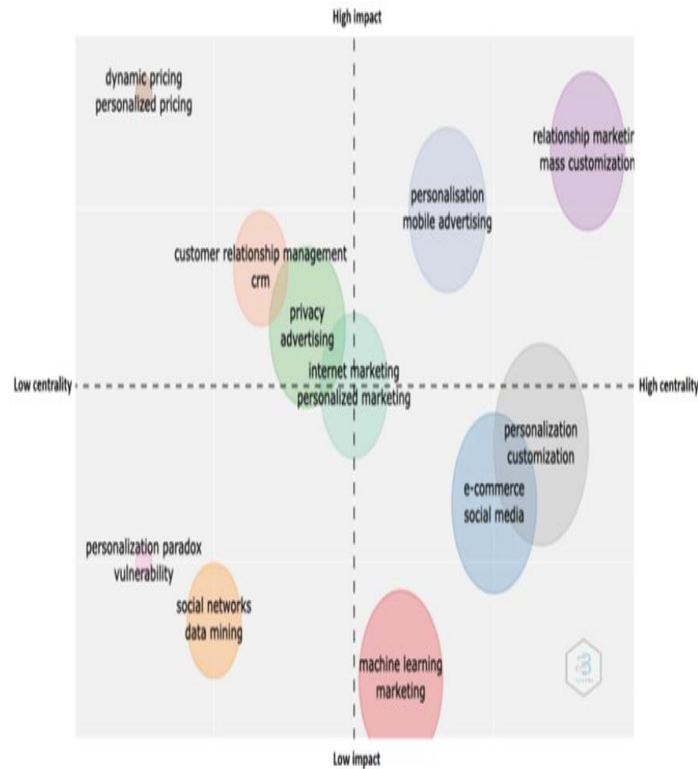 High impact
dynamic pricing
personalized pricing
relationship marketin
mass customization
personalisation
mobile advertising
customer relationship management
crm
privacy
advertising
internet marketing
personalized marketing
Low centrality
High centrality
personalization
customization
e-commerce
social media
personalization paradox
vulnerability
social networks
data mining
machine learning
marketing
Low impact